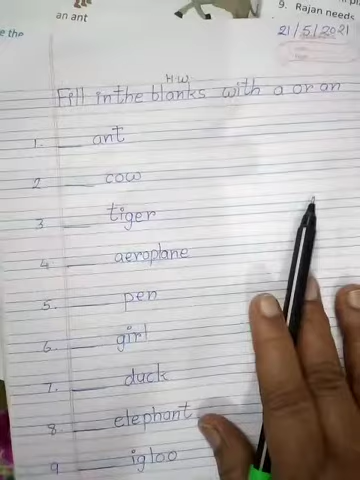 an ant
9. Rajan needs
e the
21/5/2021
H.W
Fill in the blanks with a or an
1. ___ ant
2 ___ cow
3 ___ tiger
4 ___ aeroplane
5. ___ pen
6. ___ girl
7. ___ duck
8. ___ elephant
9 ___ igloo